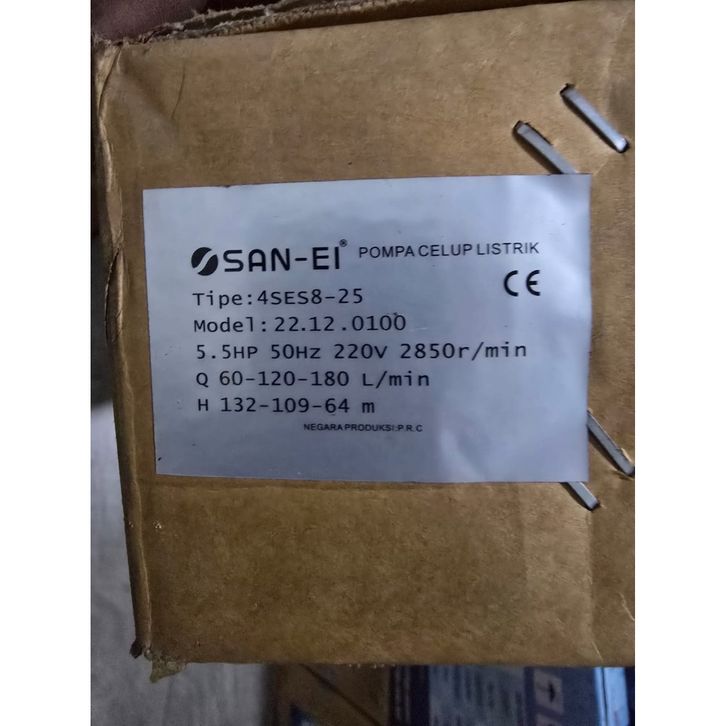 SAN-EI® POMPA CELUP LISTRIK
CE
Tipe:4SES8-25
Model:22.12.0100
5.5HP 50Hz 220V 2850r/min
Q 60-120-180 L/min
H 132-109-64 m
NEGARA PRODUKSI:P.R.C